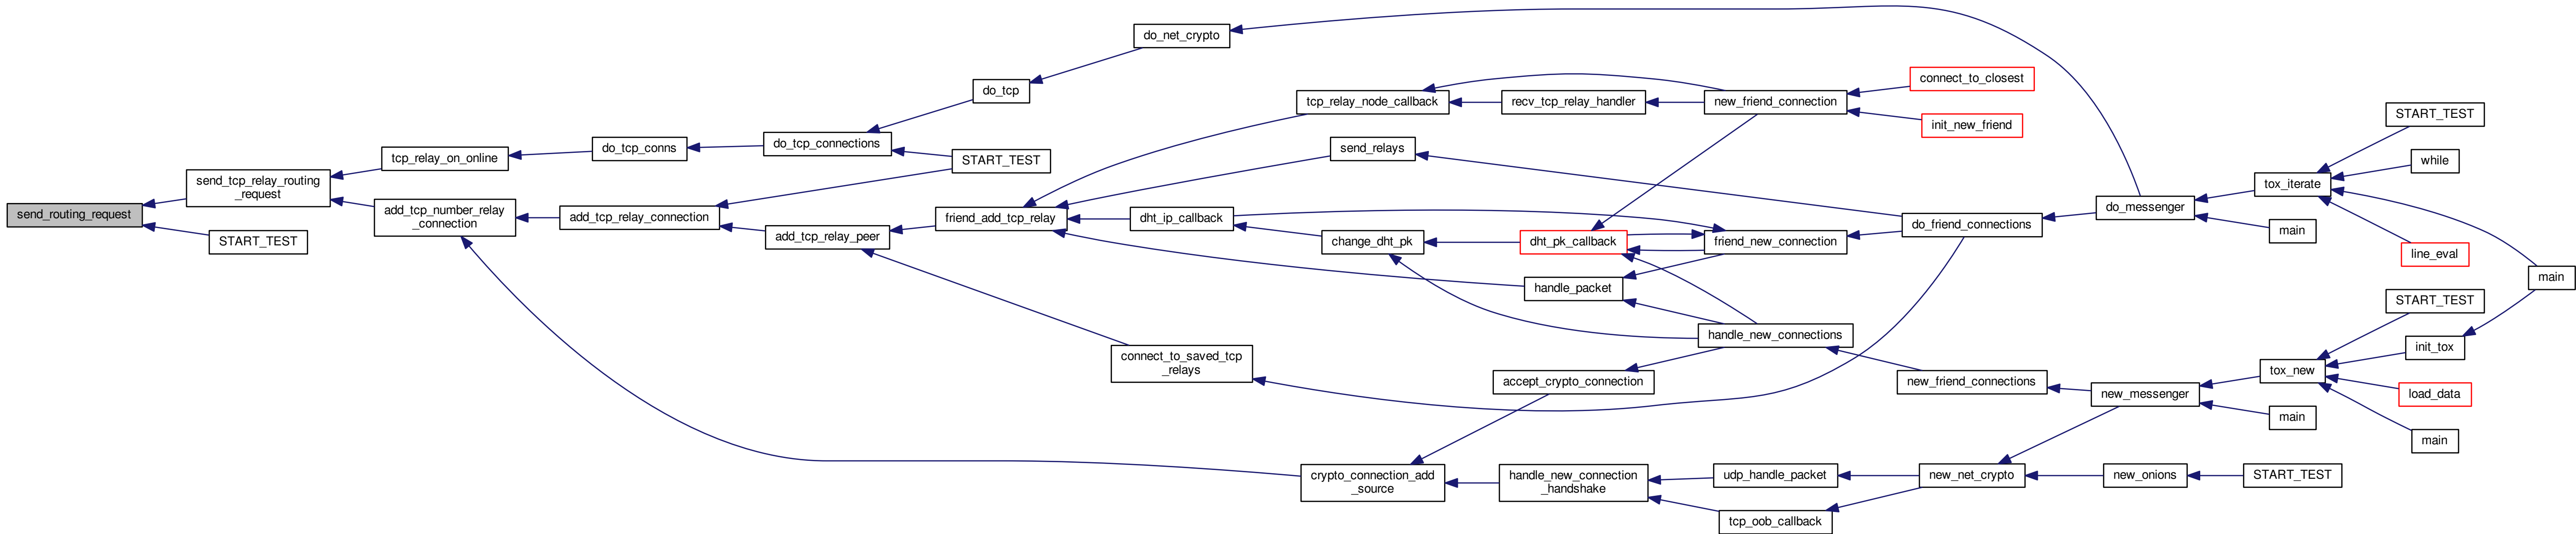 send_routing_request
send_tcp_relay_routing
_request
START_TEST
tcp_relay_on_online
add_tcp_number_relay
_connection
do_tcp_conns
add_tcp_relay_connection
do_tcp_connections
add_tcp_relay_peer
do_tcp
START_TEST
friend_add_tcp_relay
do_net_crypto
dht_ip_callback
connect_to_saved_tcp
_relays
tcp_relay_node_callback
send_relays
change_dht_pk
crypto_connection_add
_source
recv_tcp_relay_handler
dht_pk_callback
handle_packet
accept_crypto_connection
handle_new_connection
_handshake
new_friend_connection
friend_new_connection
handle_new_connections
udp_handle_packet
tcp_oob_callback
connect_to_closest
init_new_friend
do_friend_connections
new_friend_connections
new_net_crypto
do_messenger
new_messenger
new_onions
tox_iterate
main
tox_new
main
START_TEST
START_TEST
while
line_eval
START_TEST
init_tox
load_data
main
main